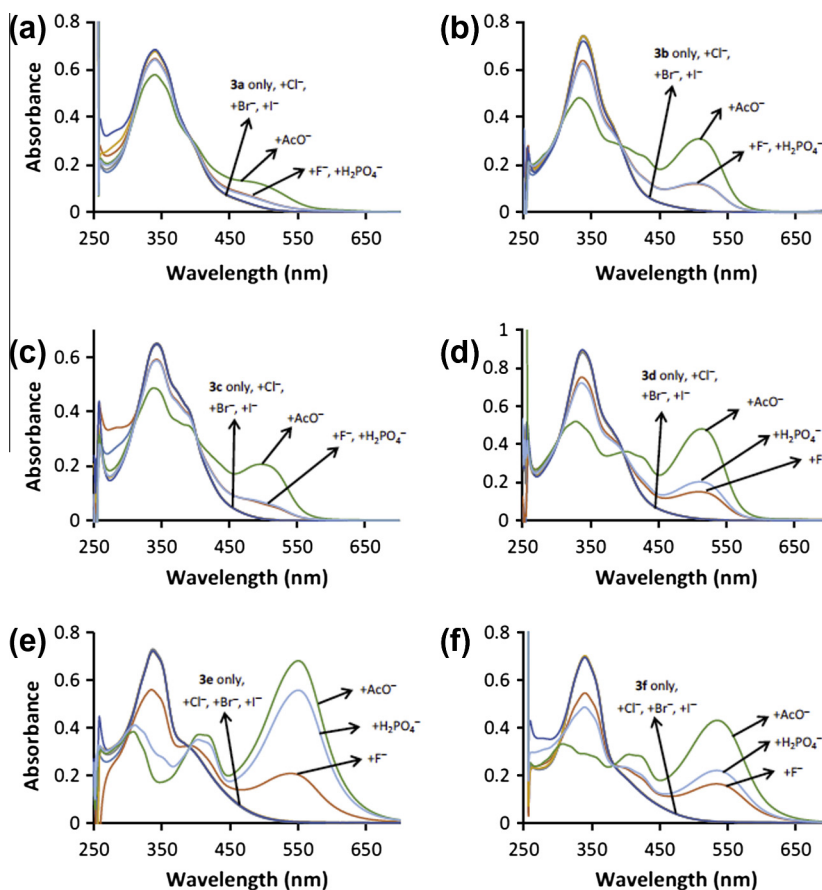 (a)
0.8
0.6
0.4
0.2
0
Absorbance
3a only, +Cl⁻,
+Br⁻, +I⁻
+AcO⁻
+F⁻, +H₂PO₄⁻
250 350 450 550 650
Wavelength (nm)
(b)
0.8
0.6
0.4
0.2
0
3b only, +Cl⁻,
+Br⁻, +I⁻
+AcO⁻
+F⁻, +H₂PO₄⁻
250 350 450 550 650
Wavelength (nm)
(c)
0.6
0.4
0.2
0
Absorbance
3c only, +Cl⁻,
+Br⁻, +I⁻
+AcO⁻
+F⁻, +H₂PO₄⁻
250 350 450 550 650
Wavelength (nm)
(d)
1
0.8
0.6
0.4
0.2
0
3d only, +Cl⁻,
+Br⁻, +I⁻
+AcO⁻
+H₂PO₄⁻
+F
250 350 450 550 650
Wavelength (nm)
(e)
0.8
0.6
0.4
0.2
0
Absorbance
3e only,
+Cl⁻, +Br⁻, +I⁻
+AcO⁻
+H₂PO₄⁻
+F⁻
250 350 450 550 650
Wavelength (nm)
(f)
0.8
0.6
0.4
0.2
0
3f only,
+Cl⁻, +Br⁻, +I⁻
+AcO⁻
+H₂PO₄⁻
+F⁻
250 350 450 550 650
Wavelength (nm)